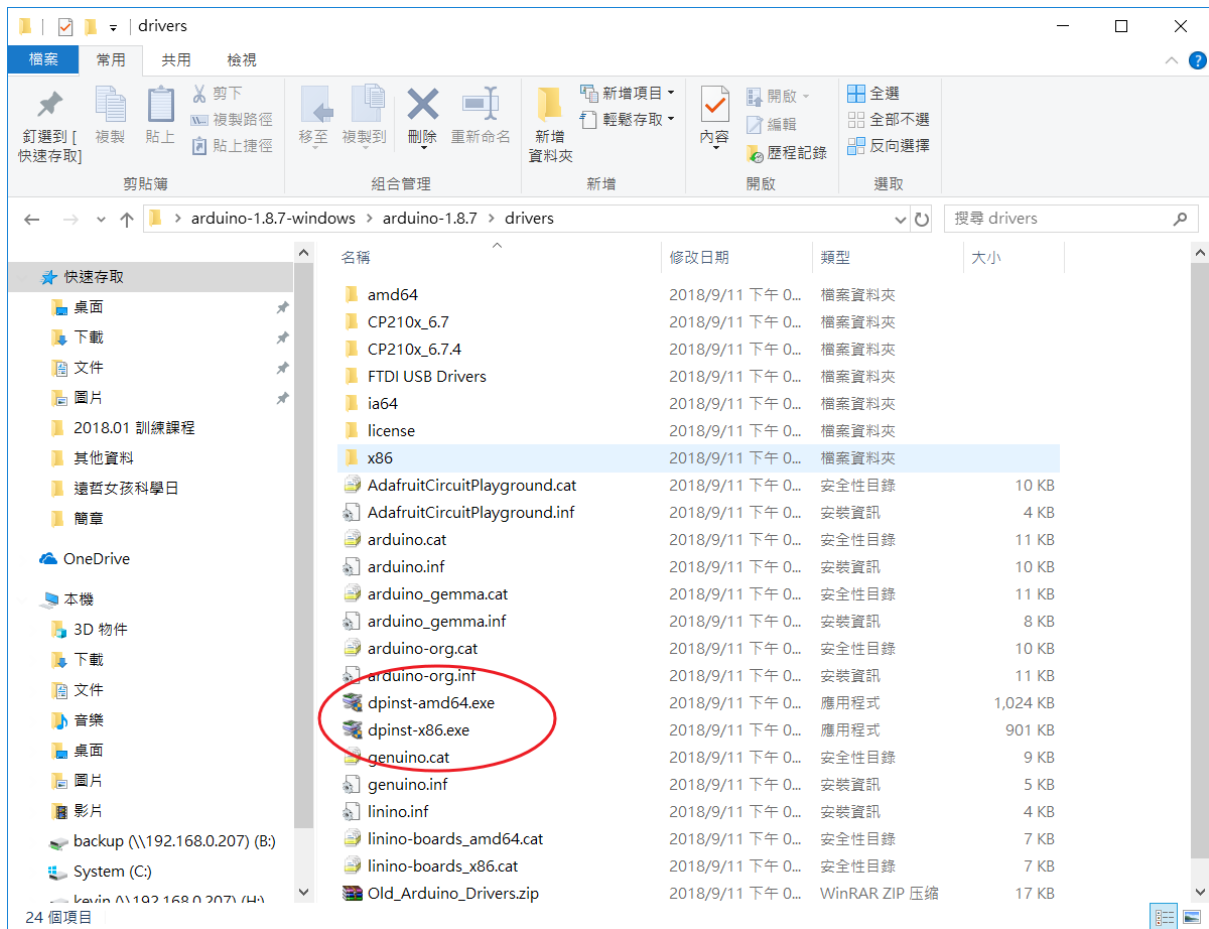 drivers
檔案 常用 共用 檢視
釘選到 [
快速存取]
複製
貼上
剪下
複製路徑
貼上捷徑
剪貼簿
移至
複製到
刪除
重新命名
組合管理
新增
資料夾
新增項目
輕鬆存取
新增
內容
開啟
編輯
歷程記錄
開啟
全選
全部不選
反向選擇
選取
arduino-1.8.7-windows > arduino-1.8.7 > drivers
搜尋 drivers
快速存取
桌面
下載
文件
圖片
2018.01 訓練課程
其他資料
遠哲女孩科學日
簡章
OneDrive
本機
3D 物件
下載
文件
音樂
桌面
圖片
影片
backup (\\192.168.0.207) (B:)
System (C:)
kevin (\\192.168.0.207) (H:)
名稱 修改日期 類型 大小
amd64 2018/9/11 下午 0... 檔案資料夾
CP210x_6.7 2018/9/11 下午 0... 檔案資料夾
CP210x_6.7.4 2018/9/11 下午 0... 檔案資料夾
FTDI USB Drivers 2018/9/11 下午 0... 檔案資料夾
ia64 2018/9/11 下午 0... 檔案資料夾
license 2018/9/11 下午 0... 檔案資料夾
x86 2018/9/11 下午 0... 檔案資料夾
AdafruitCircuitPlayground.cat 2018/9/11 下午 0... 安全性目錄 10 KB
AdafruitCircuitPlayground.inf 2018/9/11 下午 0... 安裝資訊 4 KB
arduino.cat 2018/9/11 下午 0... 安全性目錄 11 KB
arduino.inf 2018/9/11 下午 0... 安裝資訊 10 KB
arduino_gemma.cat 2018/9/11 下午 0... 安全性目錄 11 KB
arduino_gemma.inf 2018/9/11 下午 0... 安裝資訊 8 KB
arduino-org.cat 2018/9/11 下午 0... 安全性目錄 10 KB
arduino-org.inf 2018/9/11 下午 0... 安裝資訊 11 KB
dpinst-amd64.exe 2018/9/11 下午 0... 應用程式 1,024 KB
dpinst-x86.exe 2018/9/11 下午 0... 應用程式 901 KB
genuino.cat 2018/9/11 下午 0... 安全性目錄 9 KB
genuino.inf 2018/9/11 下午 0... 安裝資訊 5 KB
linino.inf 2018/9/11 下午 0... 安裝資訊 4 KB
linino-boards_amd64.cat 2018/9/11 下午 0... 安全性目錄 7 KB
linino-boards_x86.cat 2018/9/11 下午 0... 安全性目錄 7 KB
Old_Arduino_Drivers.zip 2018/9/11 下午 0... WinRAR ZIP 压缩 17 KB
24 個項目